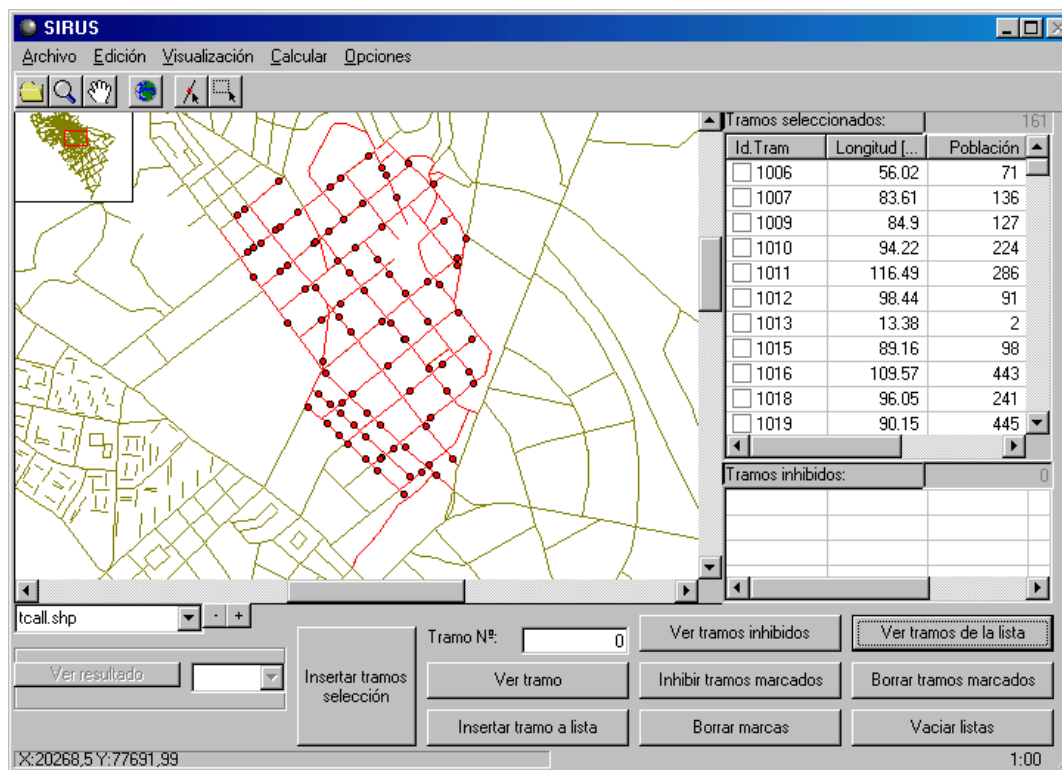 SIRUS
Archivo Edición Visualización Calcular Opciones
Tramos seleccionados: 161
Id.Tram Longitud [... Población
1006 56.02 71
1007 83.61 136
1009 84.9 127
1010 94.22 224
1011 116.49 286
1012 98.44 91
1013 13.38 2
1015 89.16 98
1016 109.57 443
1018 96.05 241
1019 90.15 445
Tramos inhibidos: 0
tcall.shp - +
Ver resultado
Insertar tramos selección
Tramo Nº: 0
Ver tramo
Insertar tramo a lista
Ver tramos inhibidos
Inhibir tramos marcados
Borrar marcas
Ver tramos de la lista
Borrar tramos marcados
Vaciar listas
X:20268,5 Y:77691,99 1:00